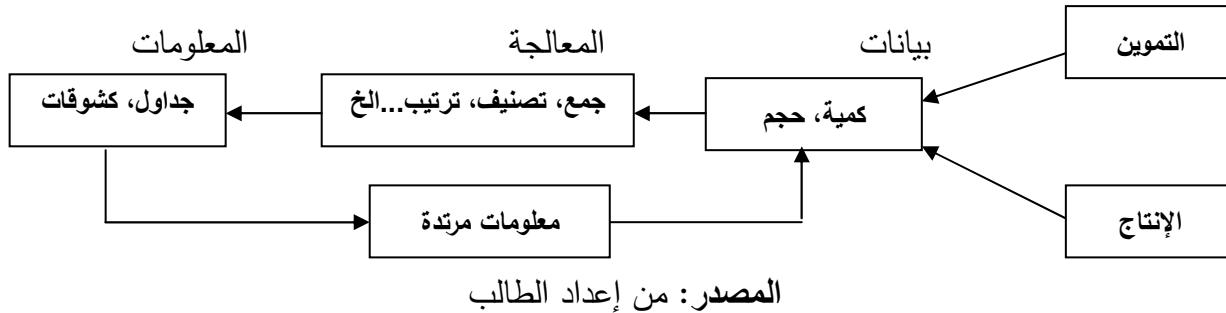 التموين
بيانات
المعالجة
المعلومات
كمية، حجم
جمع، تصنيف، ترتيب...الخ
جداول، كشوقات
معلومات مرتدة
الإنتاج
المصدر: من إعداد الطالب